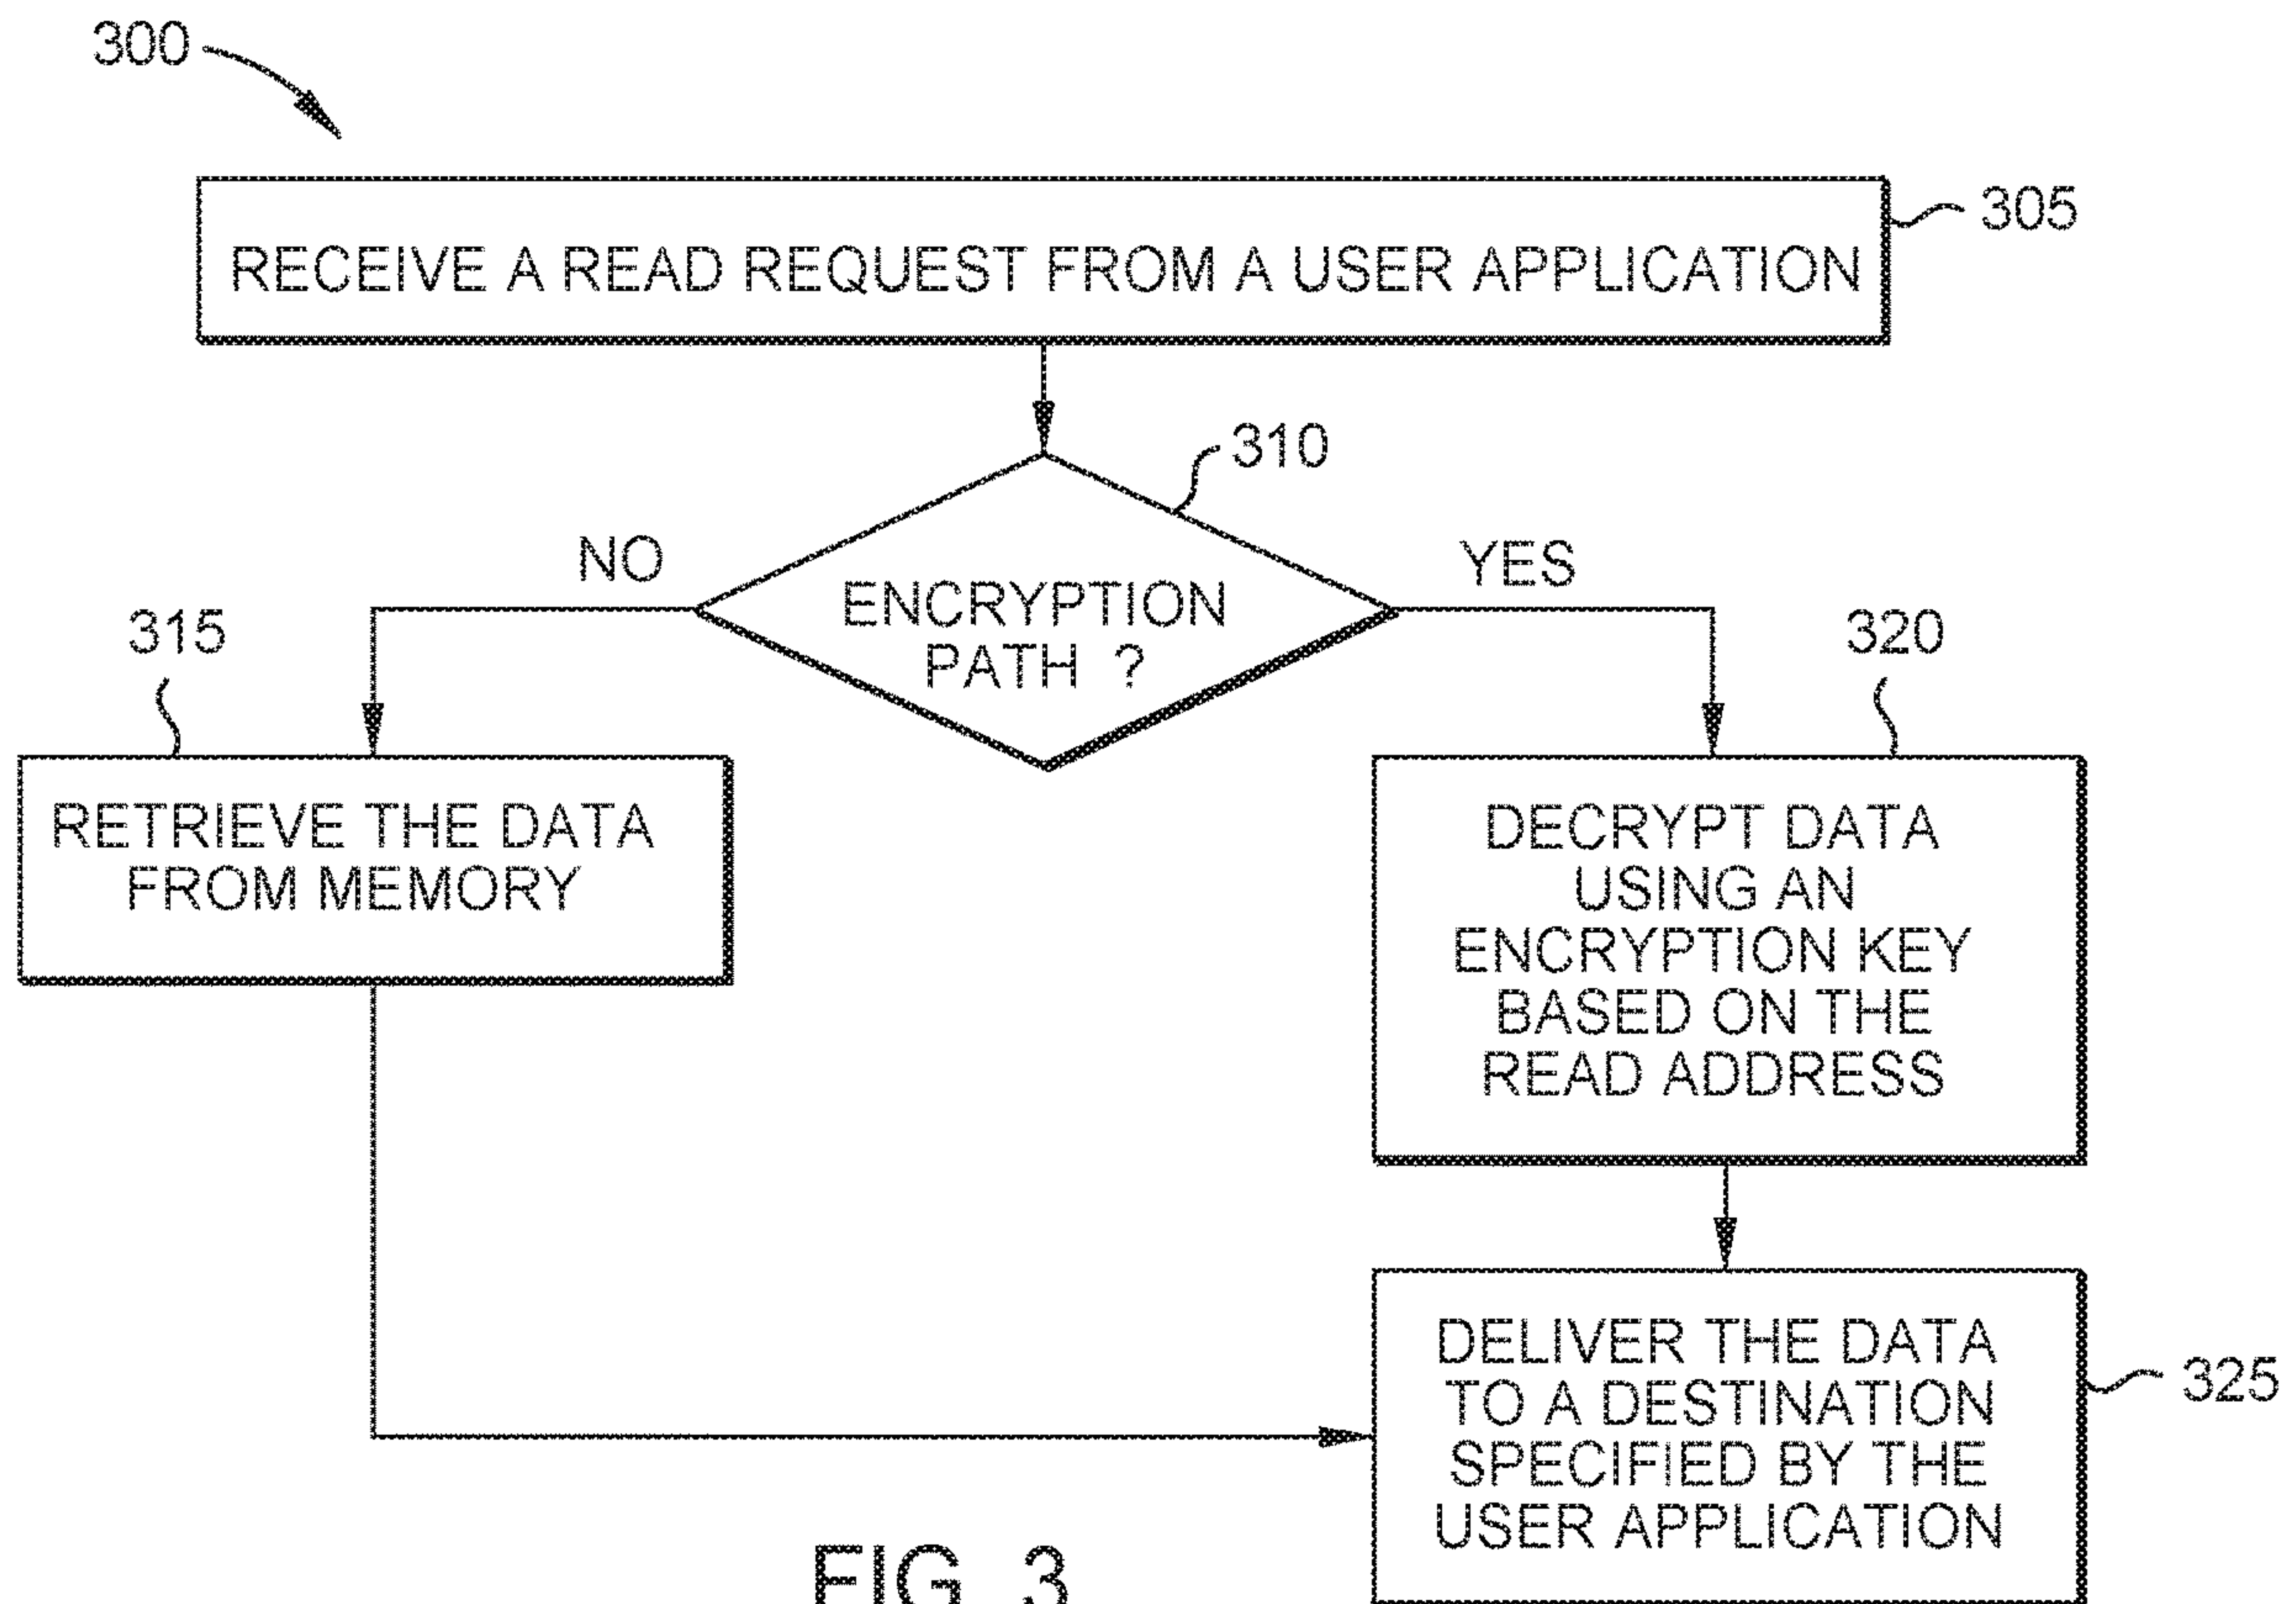 300
305
RECEIVE A READ REQUEST FROM A USER APPLICATION
310
NO
YES
ENCRYPTION
PATH ?
315
320
RETRIEVE THE DATA
FROM MEMORY
DECRYPT DATA
USING AN
ENCRYPTION KEY
BASED ON THE
READ ADDRESS
DELIVER THE DATA
TO A DESTINATION
SPECIFIED BY THE
USER APPLICATION
325
FIG. 3